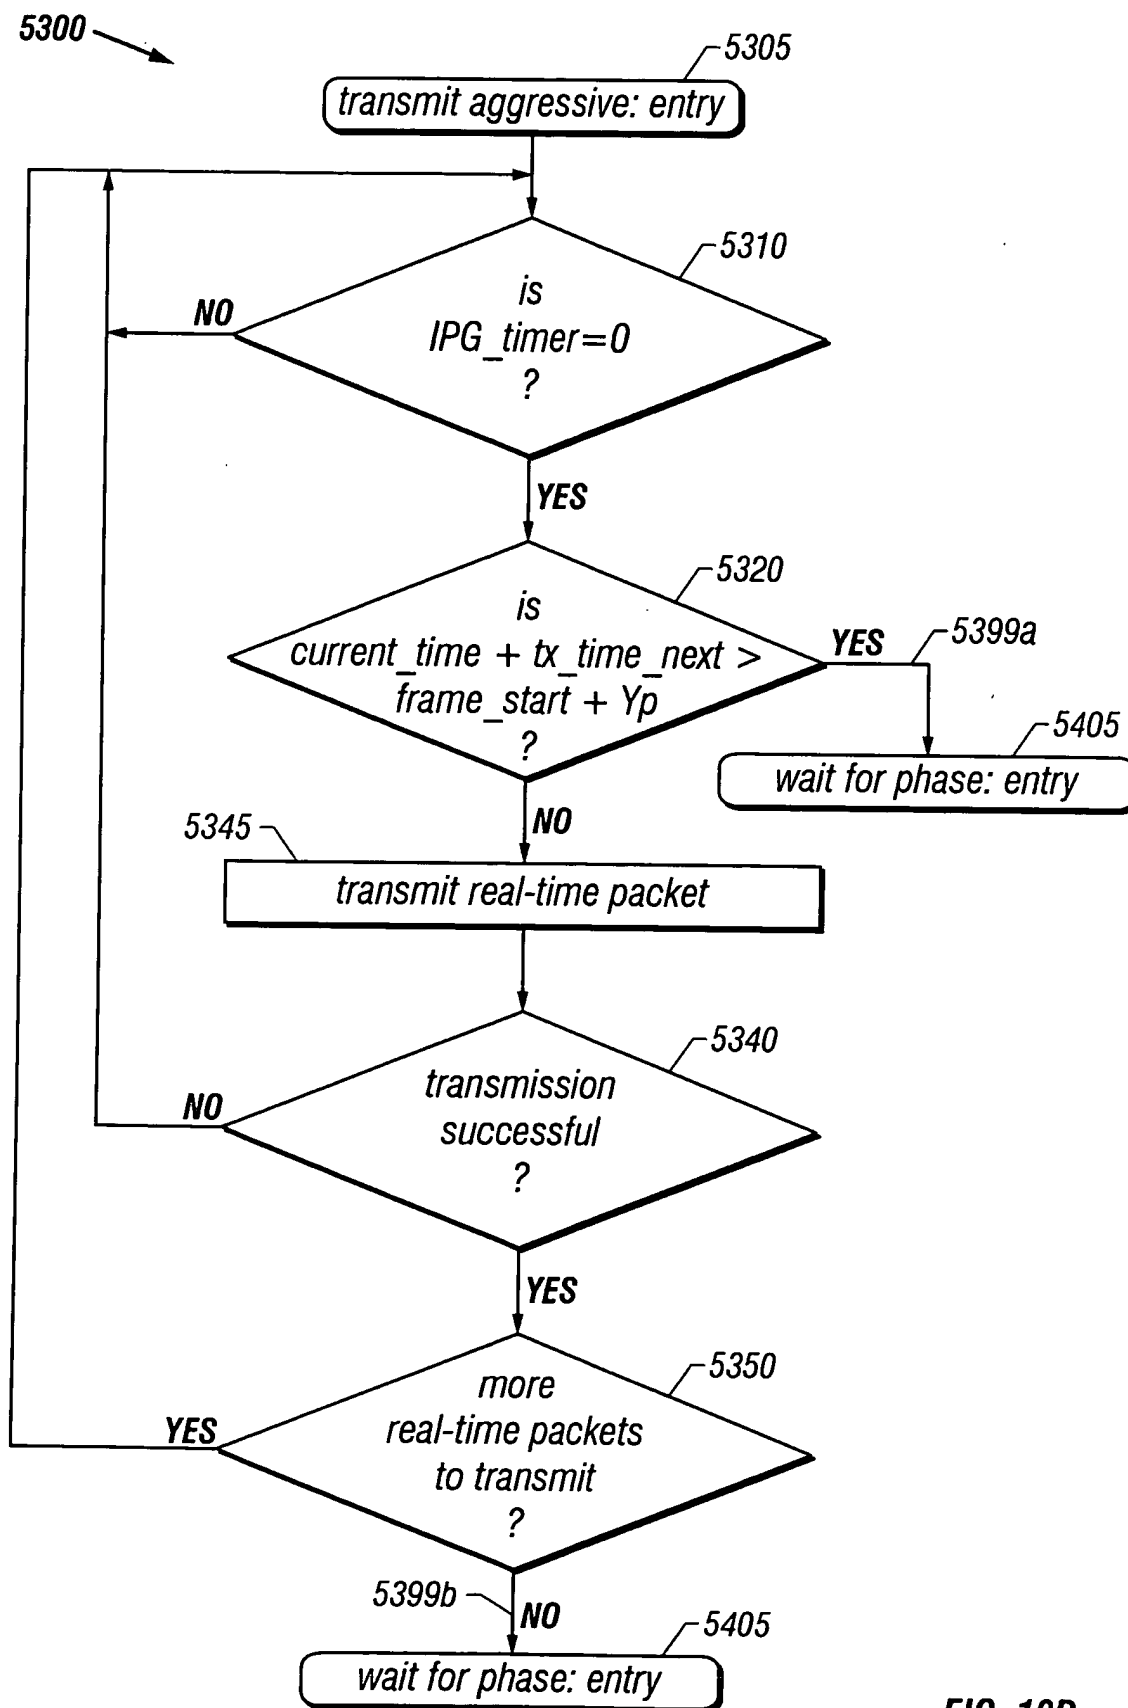 5300
5305
transmit aggressive: entry
5310
is
IPG_timer=0
?
NO
YES
5320
is
current_time + tx_time_next >
frame_start + Yp
?
YES
5399a
5405
wait for phase: entry
NO
5345
transmit real-time packet
5340
transmission
successful
?
NO
YES
5350
more
real-time packets
to transmit
?
YES
5399b
NO
5405
wait for phase: entry